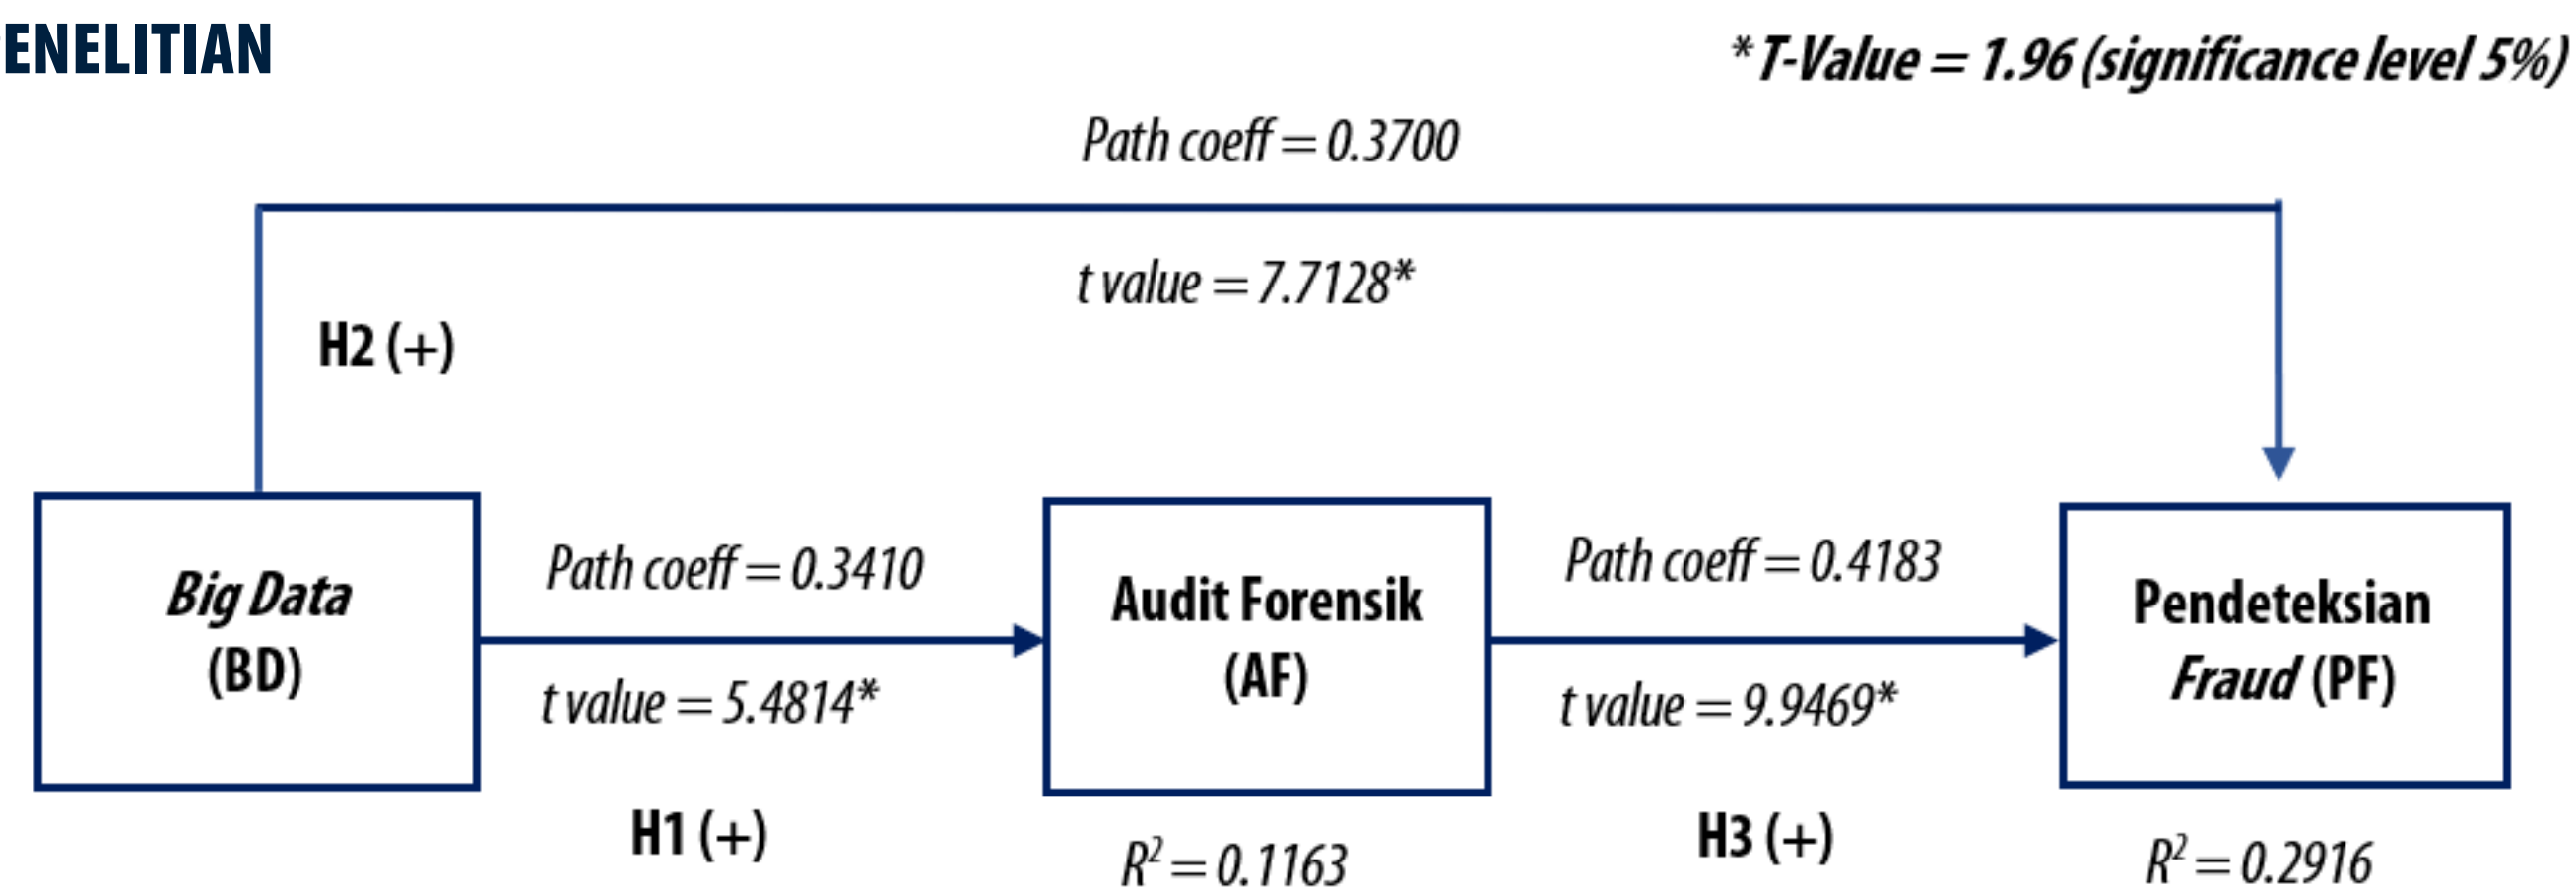 ENELITIAN
* T-Value = 1.96 (significance level 5%)
Path coeff = 0.3700
t value = 7.7128*
H2 (+)
Big Data
(BD)
Path coeff = 0.3410
t value = 5.4814*
H1 (+)
Audit Forensik
(AF)
R² = 0.1163
Path coeff = 0.4183
t value = 9.9469*
H3 (+)
Pendeteksian
Fraud (PF)
R² = 0.2916